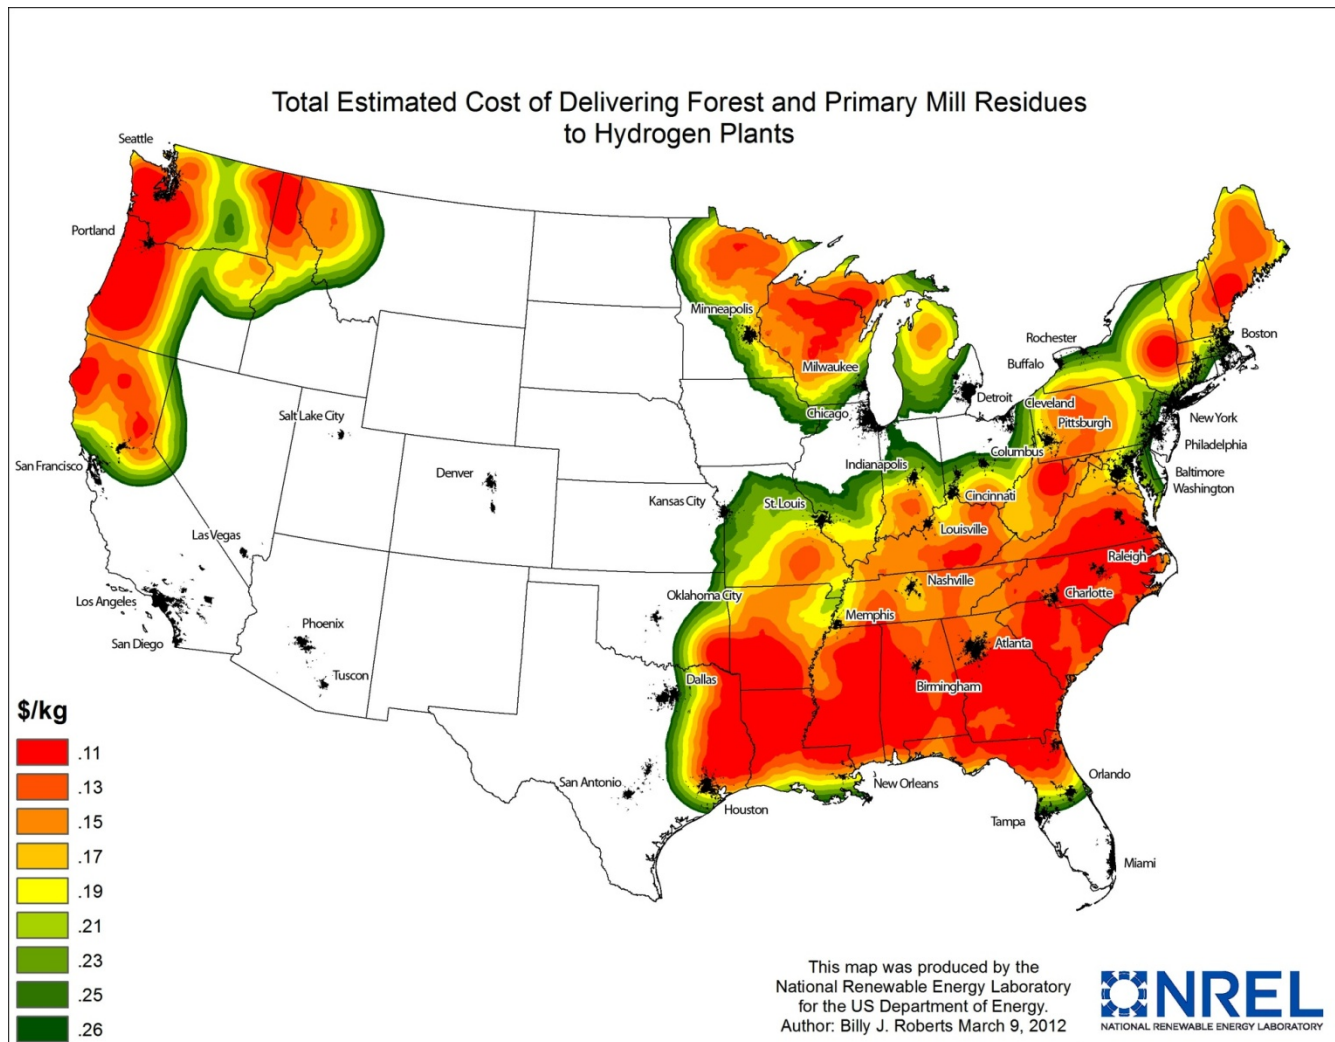 Total Estimated Cost of Delivering Forest and Primary Mill Residues
to Hydrogen Plants
Seattle
Portland
Minneapolis
Milwaukee
Rochester
Boston
Buffalo
Detroit
Cleveland
Chicago
Pittsburgh
New York
Salt Lake City
Philadelphia
San Francisco
Denver
Columbus
Indianapolis
Baltimore
Washington
Kansas City
St. Louis
Cincinnati
Las Vegas
Louisville
Raleigh
Los Angeles
Oklahoma City
Nashville
Charlotte
Memphis
San Diego
Phoenix
Atlanta
Tuscon
Dallas
Birmingham
San Antonio
New Orleans
Orlando
Houston
Tampa
Miami
$/kg
.11
.13
.15
.17
.19
.21
.23
.25
.26
This map was produced by the
National Renewable Energy Laboratory
for the US Department of Energy.
Author: Billy J. Roberts March 9, 2012
NREL
NATIONAL RENEWABLE ENERGY LABORATORY